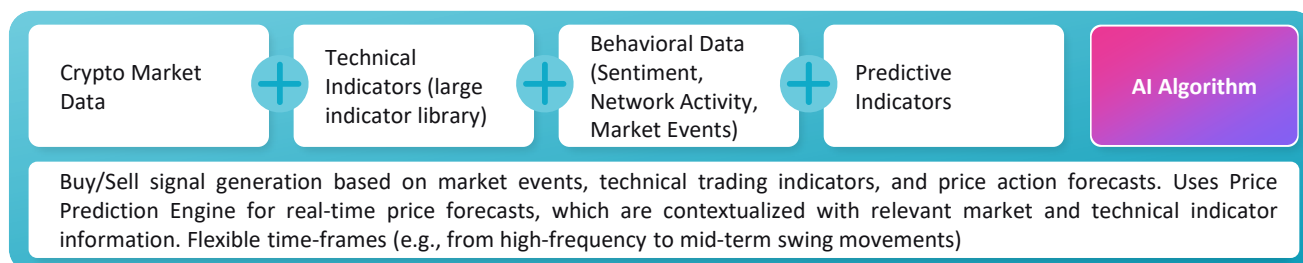 Crypto Market
Data
Technical
Indicators (large
indicator library)
Behavioral Data
(Sentiment,
Network Activity,
Market Events)
Predictive
Indicators
AI Algorithm
Buy/Sell signal generation based on market events, technical trading indicators, and price action forecasts. Uses Price
Prediction Engine for real-time price forecasts, which are contextualized with relevant market and technical indicator
information. Flexible time-frames (e.g., from high-frequency to mid-term swing movements)